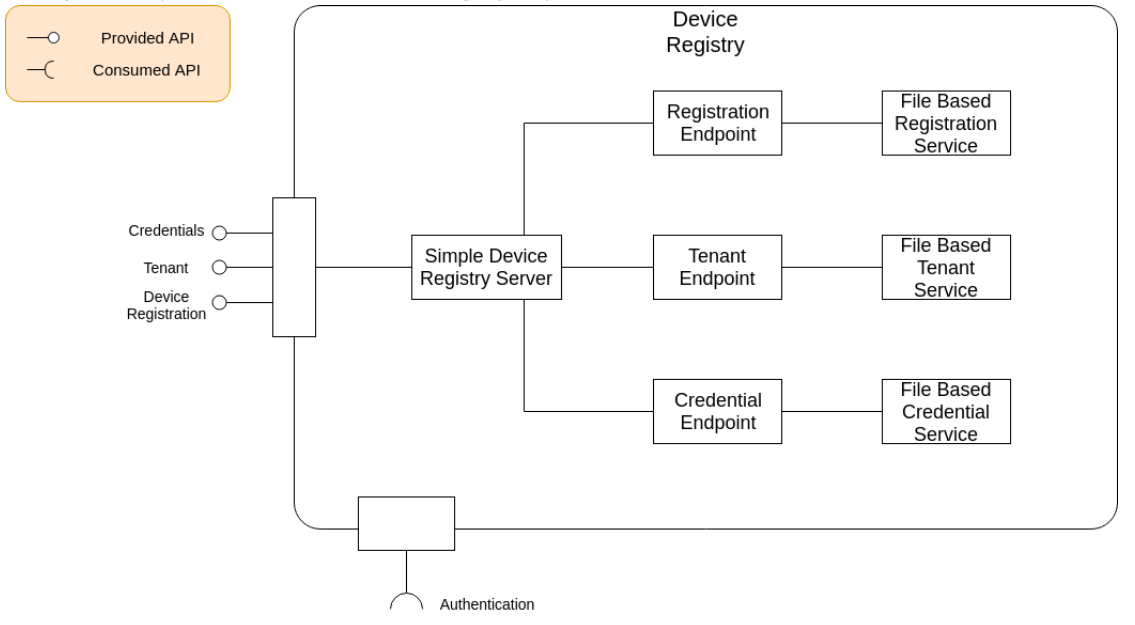 Provided API
Consumed API
Device
Registry
Registration
Endpoint
File Based
Registration
Service
Credentials
Tenant
Device
Registration
Simple Device
Registry Server
Tenant
Endpoint
File Based
Tenant
Service
Credential
Endpoint
File Based
Credential
Service
Authentication